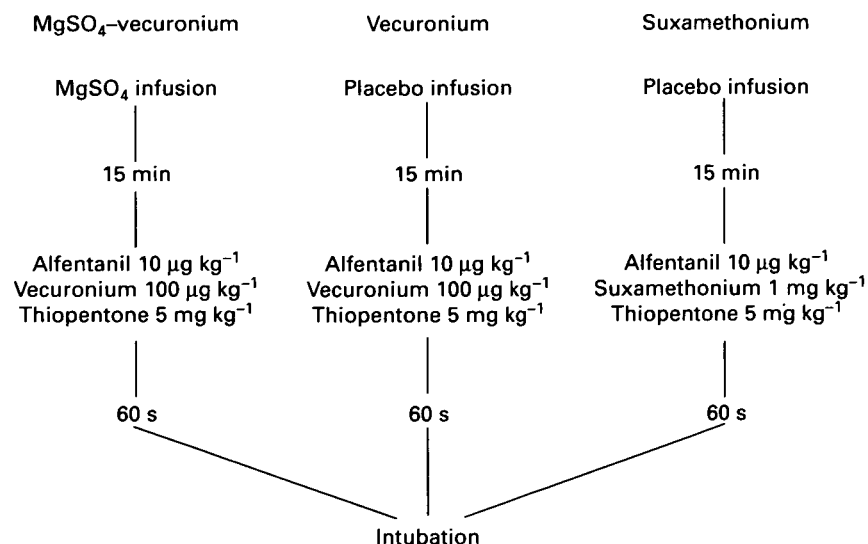 MgSO₄–vecuronium Vecuronium Suxamethonium
MgSO₄ infusion Placebo infusion Placebo infusion
15 min 15 min 15 min
Alfentanil 10 μg kg⁻¹ Alfentanil 10 μg kg⁻¹ Alfentanil 10 μg kg⁻¹
Vecuronium 100 μg kg⁻¹ Vecuronium 100 μg kg⁻¹ Suxamethonium 1 mg kg⁻¹
Thiopentone 5 mg kg⁻¹ Thiopentone 5 mg kg⁻¹ Thiopentone 5 mg kg⁻¹
60 s 60 s 60 s
Intubation